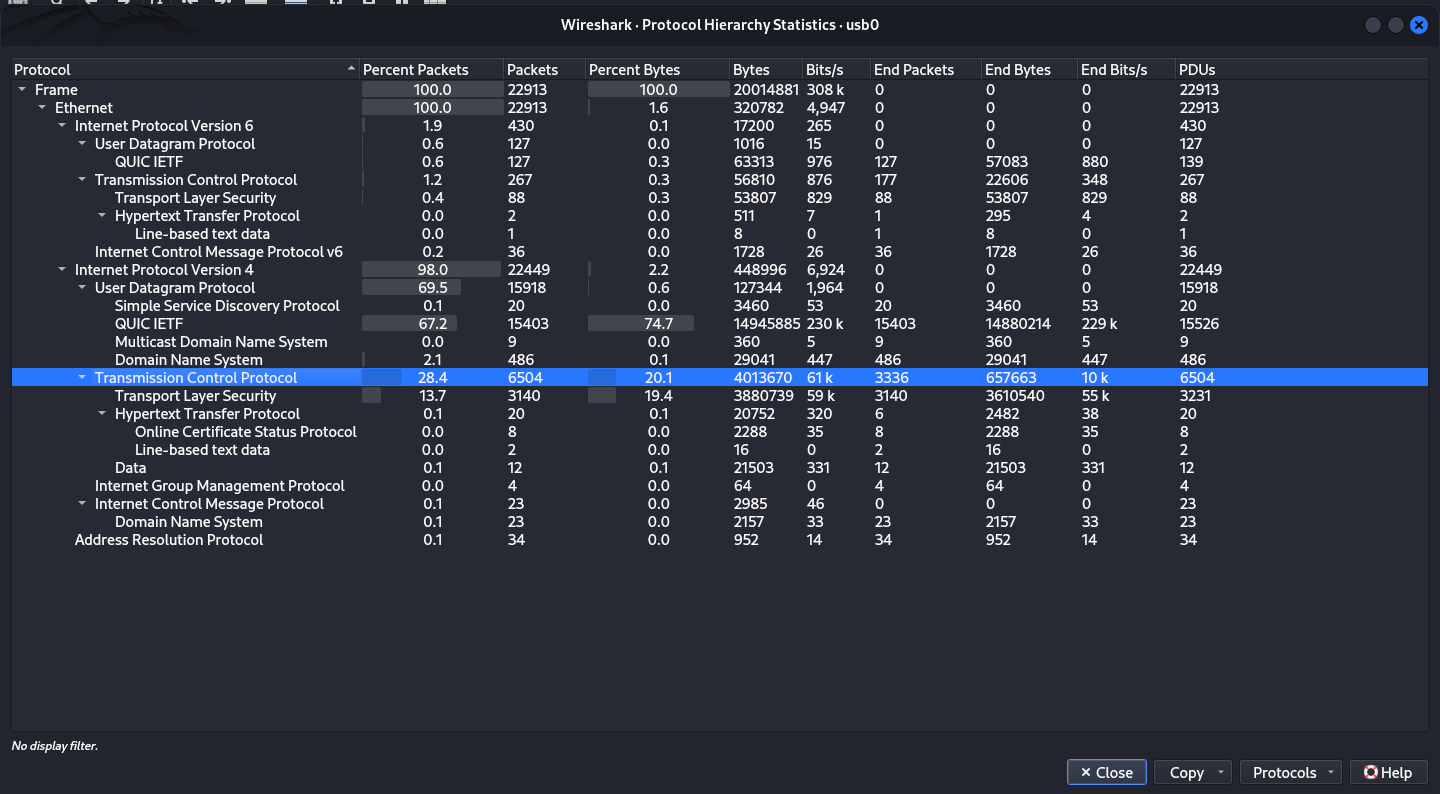 Wireshark · Protocol Hierarchy Statistics · usb0
Protocol Percent Packets Packets Percent Bytes Bytes Bits/s End Packets End Bytes End Bits/s PDUs
Frame 100.0 22913 100.0 20014881 308 k 0 0 0 22913
Ethernet 100.0 22913 1.6 320782 4,947 0 0 0 22913
Internet Protocol Version 6 1.9 430 0.1 17200 265 0 0 0 430
User Datagram Protocol 0.6 127 0.0 1016 15 0 0 0 127
QUIC IETF 0.6 127 0.3 63313 976 127 57083 880 139
Transmission Control Protocol 1.2 267 0.3 56810 876 177 22606 348 267
Transport Layer Security 0.4 88 0.3 53807 829 88 53807 829 88
Hypertext Transfer Protocol 0.0 2 0.0 511 7 1 295 4 2
Line-based text data 0.0 1 0.0 8 0 1 8 0 1
Internet Control Message Protocol v6 0.2 36 0.0 1728 26 36 1728 26 36
Internet Protocol Version 4 98.0 22449 2.2 448996 6,924 0 0 0 22449
User Datagram Protocol 69.5 15918 0.6 127344 1,964 0 0 0 15918
Simple Service Discovery Protocol 0.1 20 0.0 3460 53 20 3460 53 20
QUIC IETF 67.2 15403 74.7 14945885 230 k 15403 14880214 229 k 15526
Multicast Domain Name System 0.0 9 0.0 360 5 9 360 5 9
Domain Name System 2.1 486 0.1 29041 447 486 29041 447 486
Transmission Control Protocol 28.4 6504 20.1 4013670 61 k 3336 657663 10 k 6504
Transport Layer Security 13.7 3140 19.4 3880739 59 k 3140 3610540 55 k 3231
Hypertext Transfer Protocol 0.1 20 0.1 20752 320 6 2482 38 20
Online Certificate Status Protocol 0.0 8 0.0 2288 35 8 2288 35 8
Line-based text data 0.0 2 0.0 16 0 2 16 0 2
Data 0.1 12 0.1 21503 331 12 21503 331 12
Internet Group Management Protocol 0.0 4 0.0 64 0 4 64 0 4
Internet Control Message Protocol 0.1 23 0.0 2985 46 0 0 0 23
Domain Name System 0.1 23 0.0 2157 33 23 2157 33 23
Address Resolution Protocol 0.1 34 0.0 952 14 34 952 14 34
No display filter.
Close Copy Protocols Help